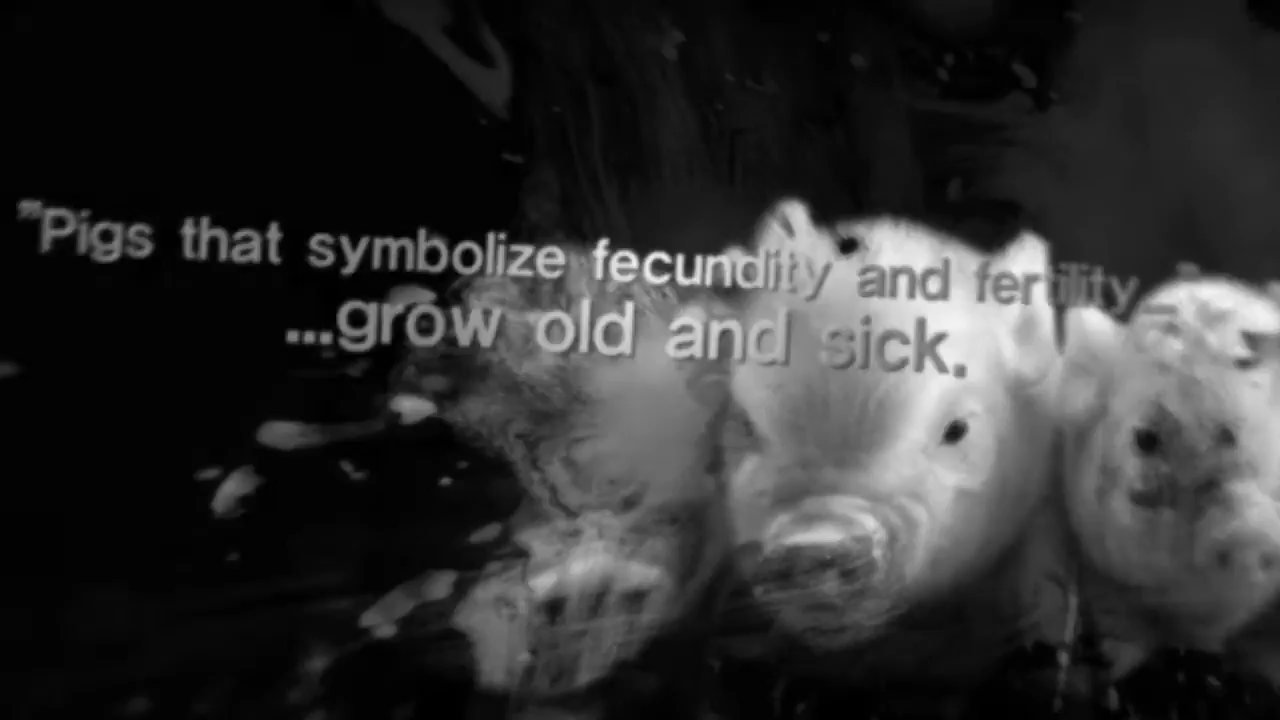 "Pigs that symbolize fecundity and fertility
...grow old and sick.